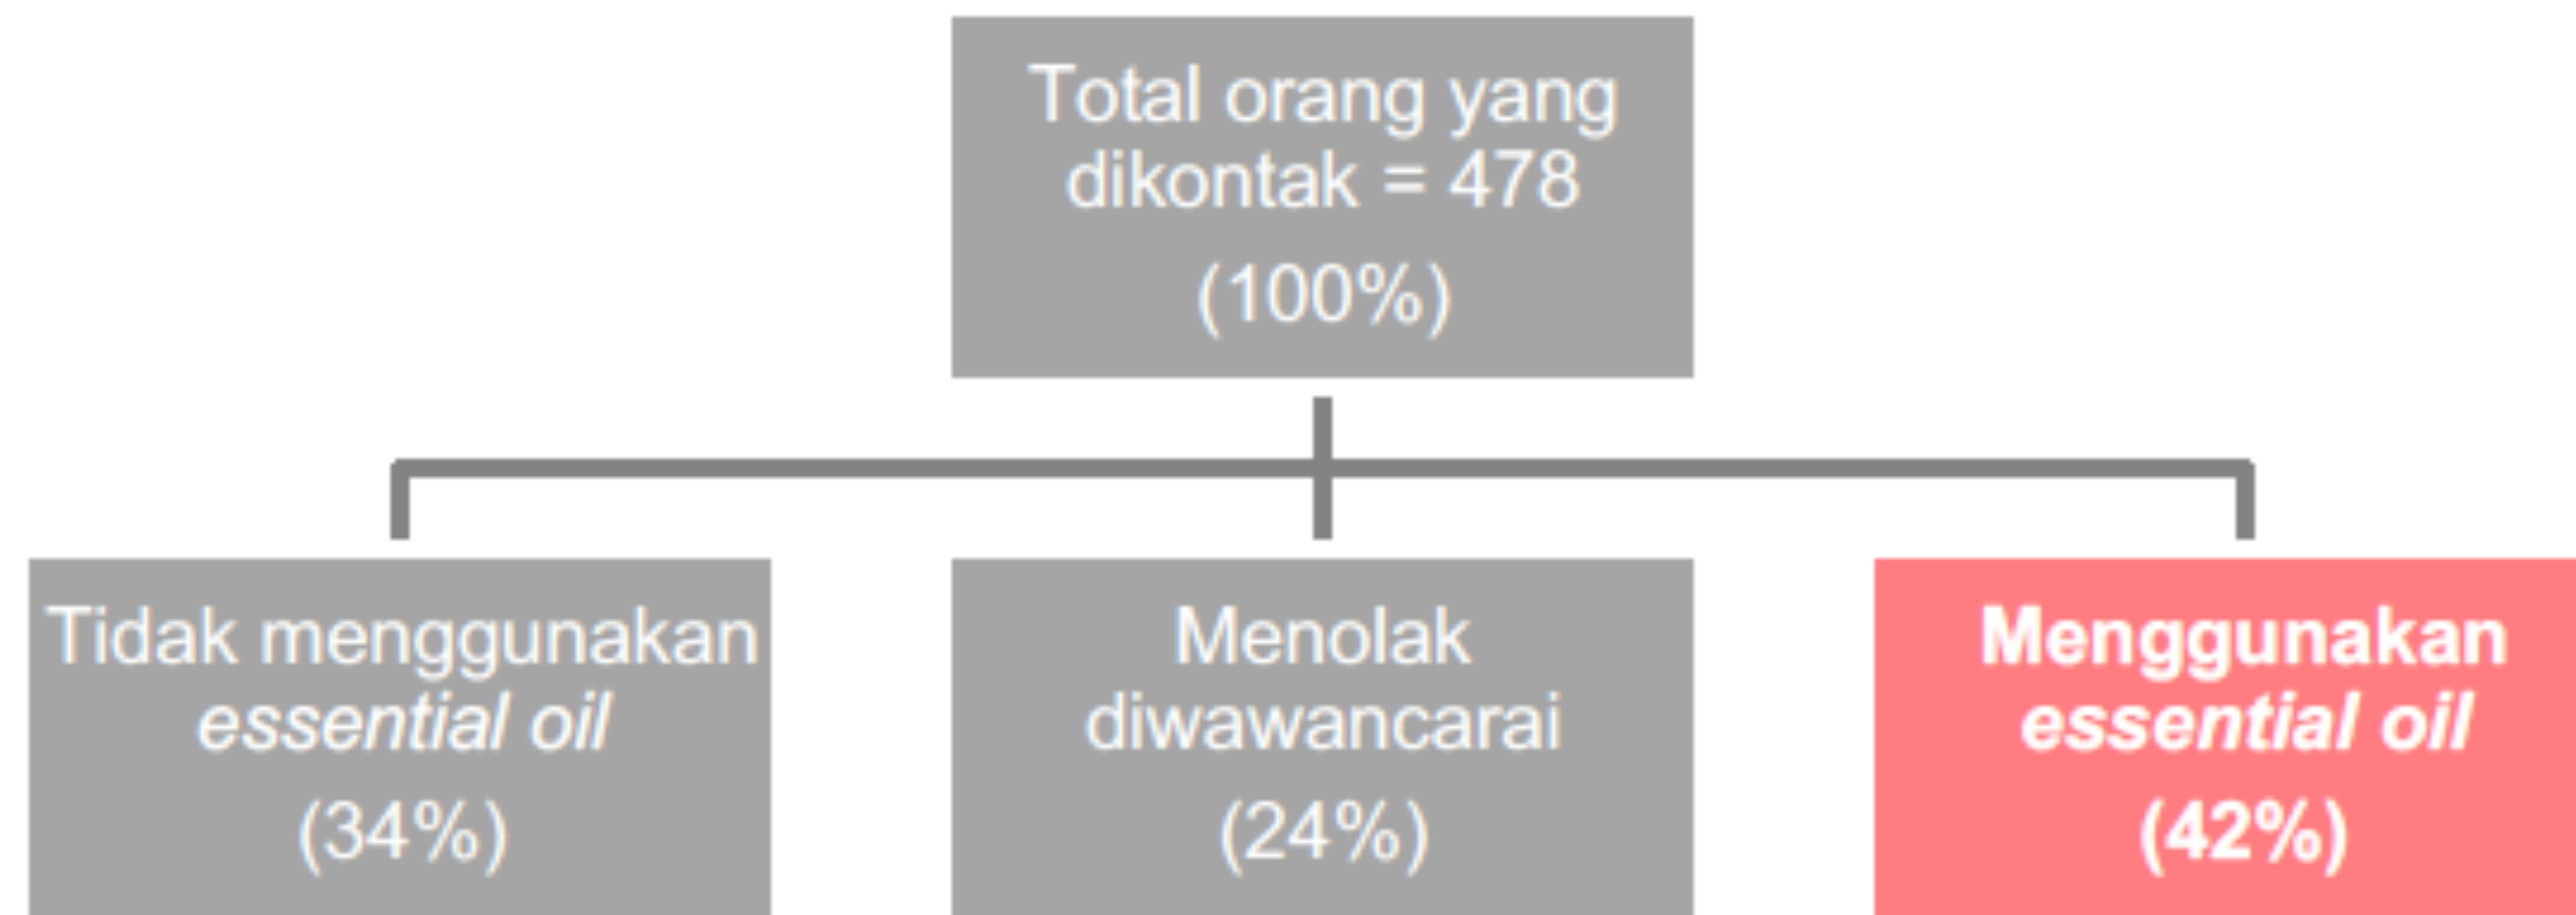 Total orang yang
dikontak = 478
(100%)
Tidak menggunakan
essential oil
(34%)
Menolak
diwawancarai
(24%)
Menggunakan
essential oil
(42%)